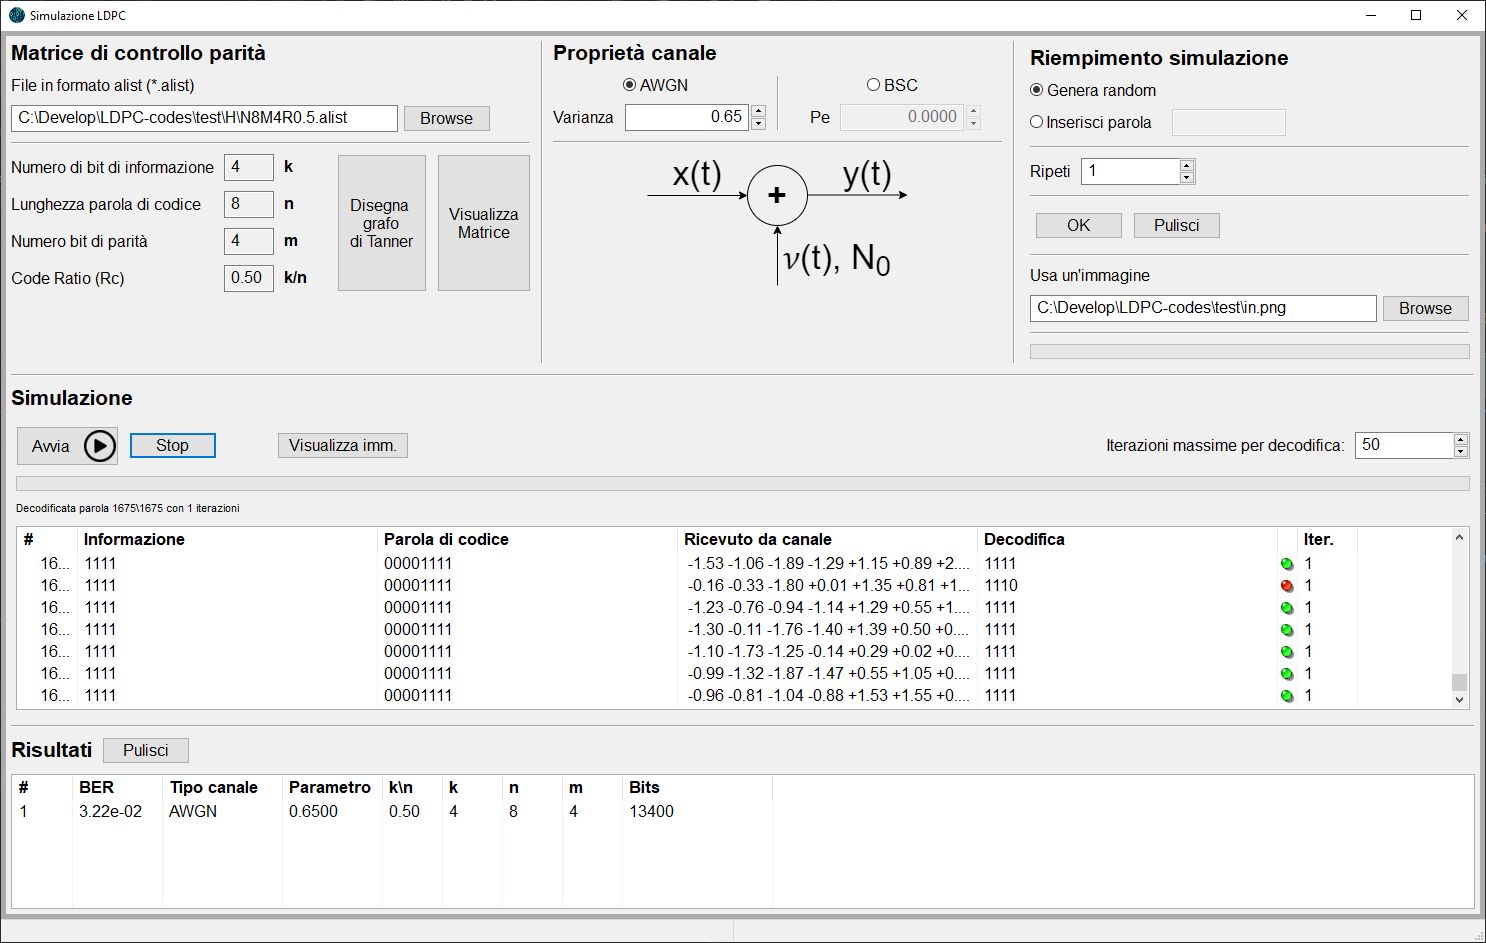 Simulazione LDPC
Matrice di controllo parità
File in formato alist (*.alist)
C:\Develop\LDPC-codes\test\H\N8M4R0.5.alist Browse
Numero di bit di informazione 4 k
Lunghezza parola di codice 8 n
Numero bit di parità 4 m
Code Ratio (Rc) 0.50 k/n
Disegna
grafo
di Tanner
Visualizza
Matrice
Proprietà canale
AWGN BSC
Varianza 0.65 Pe 0.0000
x(t) y(t)
+
ν(t), N0
Riempimento simulazione
Genera random
Inserisci parola
Ripeti 1
OK Pulisci
Usa un'immagine
C:\Develop\LDPC-codes\test\in.png Browse
Simulazione
Avvia Stop Visualizza imm. Iterazioni massime per decodifica: 50
Decodificata parola 1675\1675 con 1 iterazioni
# Informazione Parola di codice Ricevuto da canale Decodifica Iter.
16... 1111 00001111 -1.53 -1.06 -1.89 -1.29 +1.15 +0.89 +2.... 1111 1
16... 1111 00001111 -0.16 -0.33 -1.80 +0.01 +1.35 +0.81 +1... 1110 1
16... 1111 00001111 -1.23 -0.76 -0.94 -1.14 +1.29 +0.55 +1.... 1111 1
16... 1111 00001111 -1.30 -0.11 -1.76 -1.40 +1.39 +0.50 +0.... 1111 1
16... 1111 00001111 -1.10 -1.73 -1.25 -0.14 +0.29 +0.02 +0.... 1111 1
16... 1111 00001111 -0.99 -1.32 -1.87 -1.47 +0.55 +1.05 +0.... 1111 1
16... 1111 00001111 -0.96 -0.81 -1.04 -0.88 +1.53 +1.55 +0.... 1111 1
Risultati Pulisci
# BER Tipo canale Parametro k\n k n m Bits
1 3.22e-02 AWGN 0.6500 0.50 4 8 4 13400